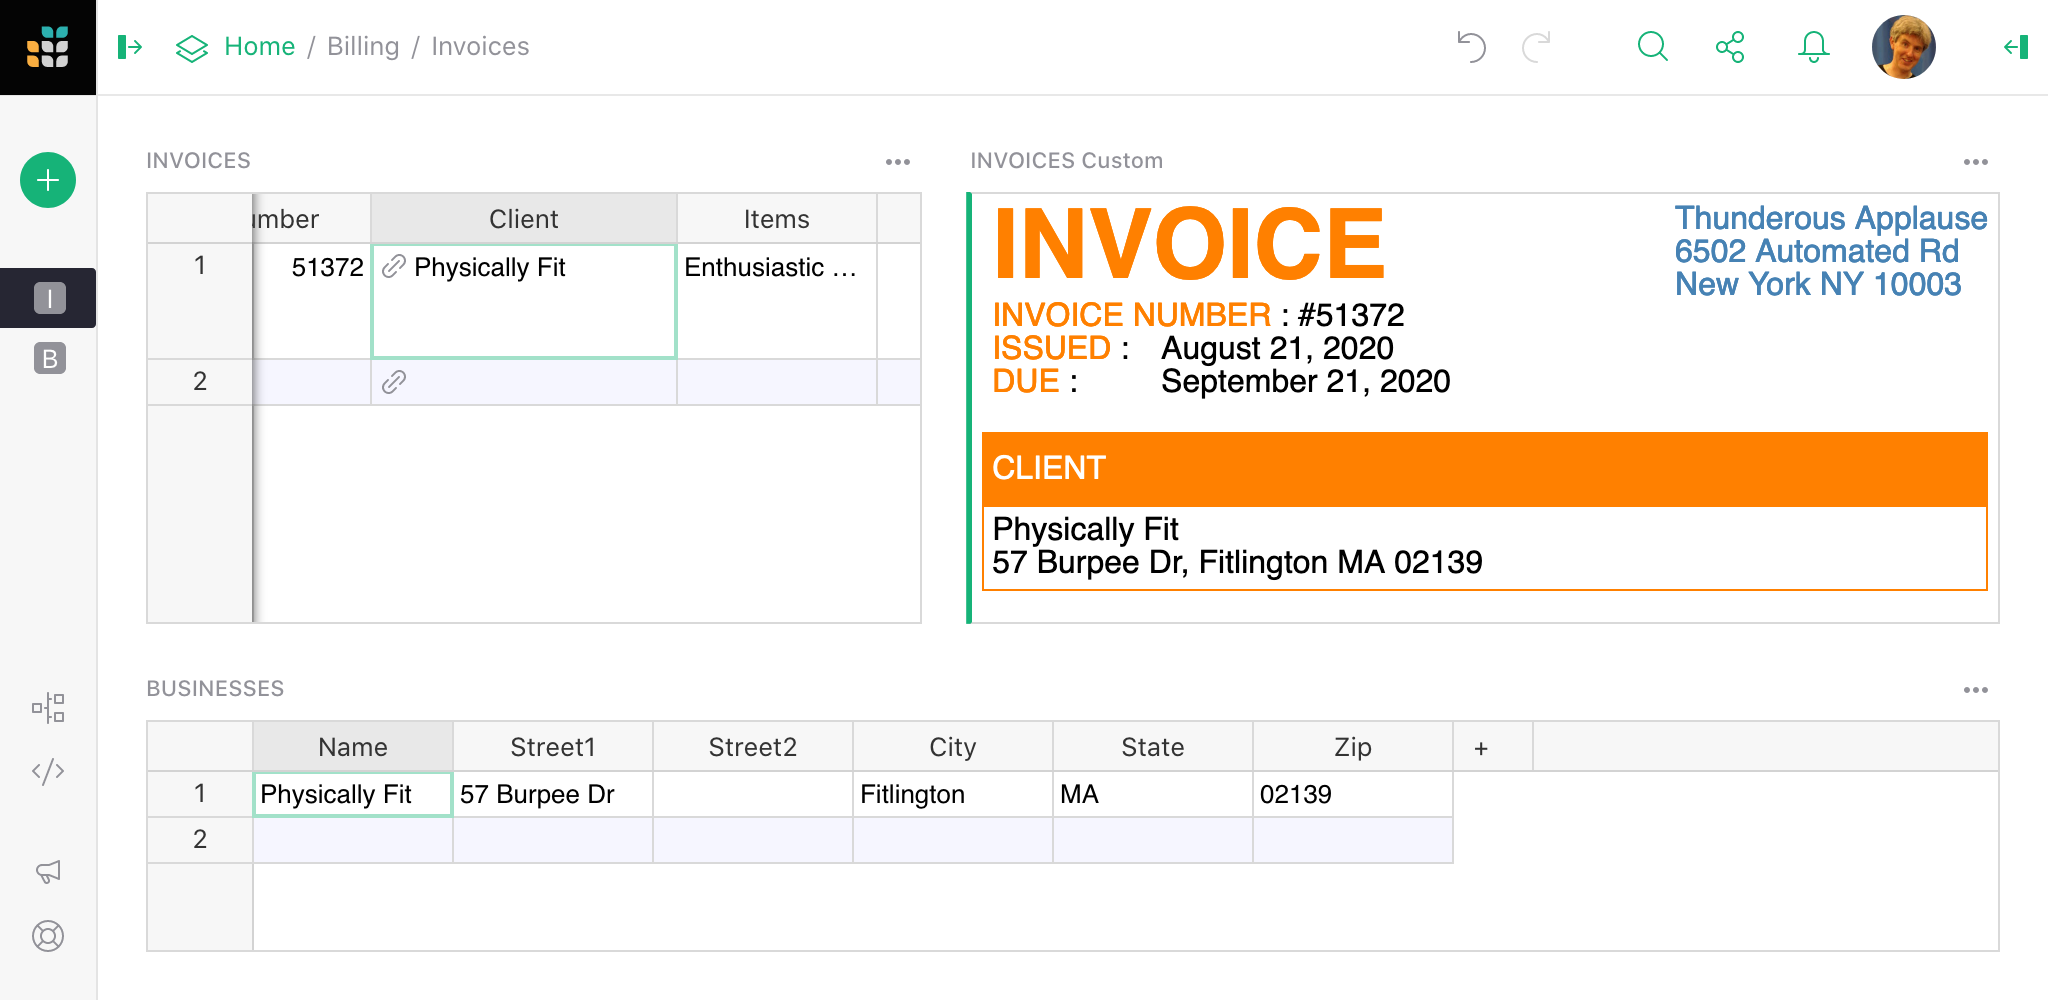 Home / Billing / Invoices
INVOICES
umber Client Items
1 51372 Physically Fit Enthusiastic ...
2
I
B
INVOICES Custom
INVOICE
Thunderous Applause
6502 Automated Rd
New York NY 10003
INVOICE NUMBER : #51372
ISSUED : August 21, 2020
DUE : September 21, 2020
CLIENT
Physically Fit
57 Burpee Dr, Fitlington MA 02139
BUSINESSES
Name Street1 Street2 City State Zip +
1 Physically Fit 57 Burpee Dr Fitlington MA 02139
2